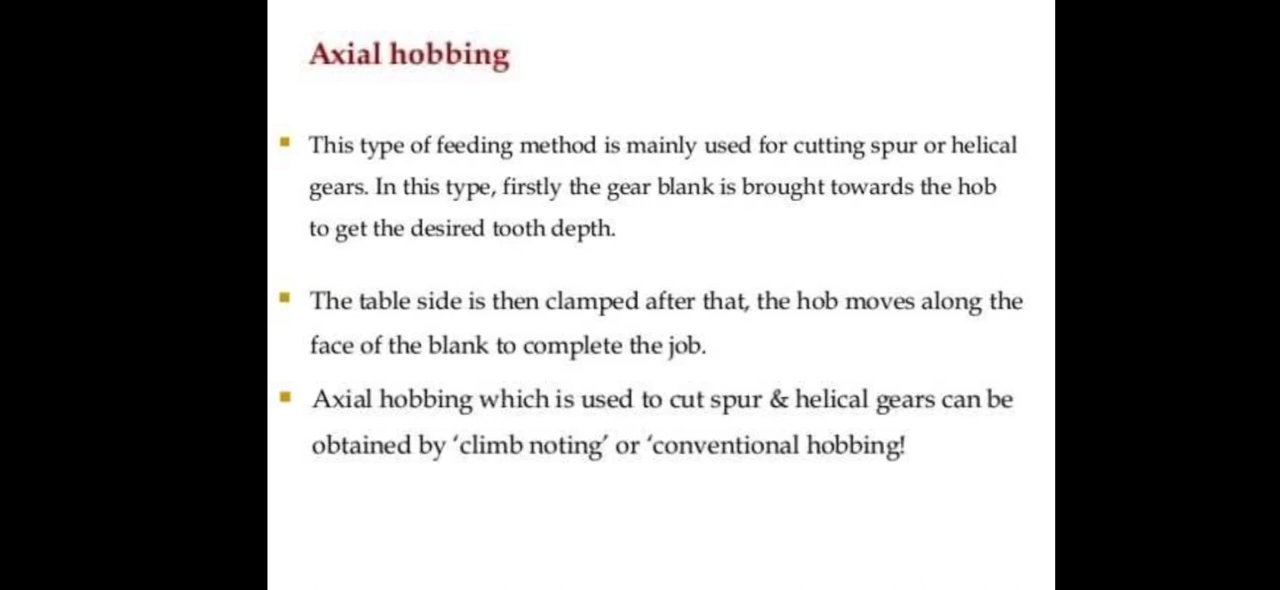 Axial hobbing
This type of feeding method is mainly used for cutting spur or helical
gears. In this type, firstly the gear blank is brought towards the hob
to get the desired tooth depth.
The table side is then clamped after that, the hob moves along the
face of the blank to complete the job.
Axial hobbing which is used to cut spur & helical gears can be
obtained by ‘climb noting’ or ‘conventional hobbing!